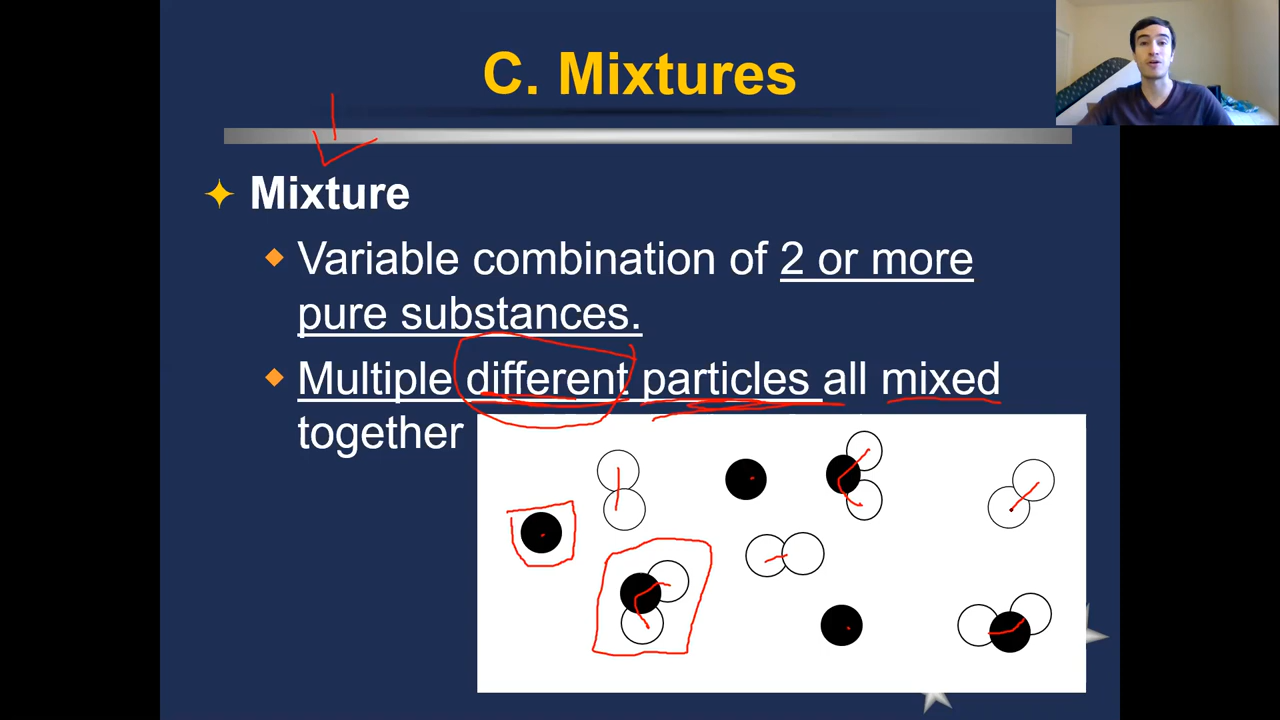 C. Mixtures
Mixture
Variable combination of 2 or more
pure substances.
Multiple different particles all mixed
together